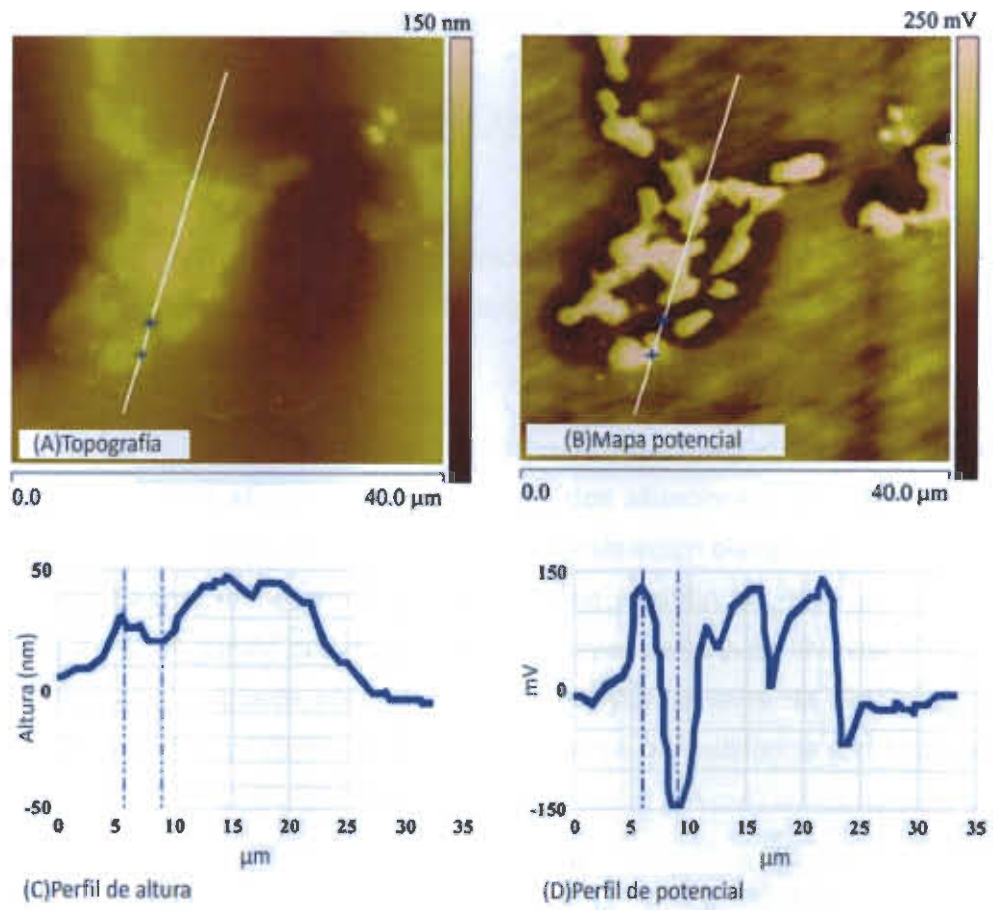 150 nm
250 mV
(A)Topografía
(B)Mapa potencial
0.0
40.0 µm
0.0
40.0 µm
50
0
-50
Altura (nm)
0
5
10
15
20
25
30
35
µm
(C)Perfil de altura
150
0
-150
mV
0
5
10
15
20
25
30
35
µm
(D)Perfil de potencial